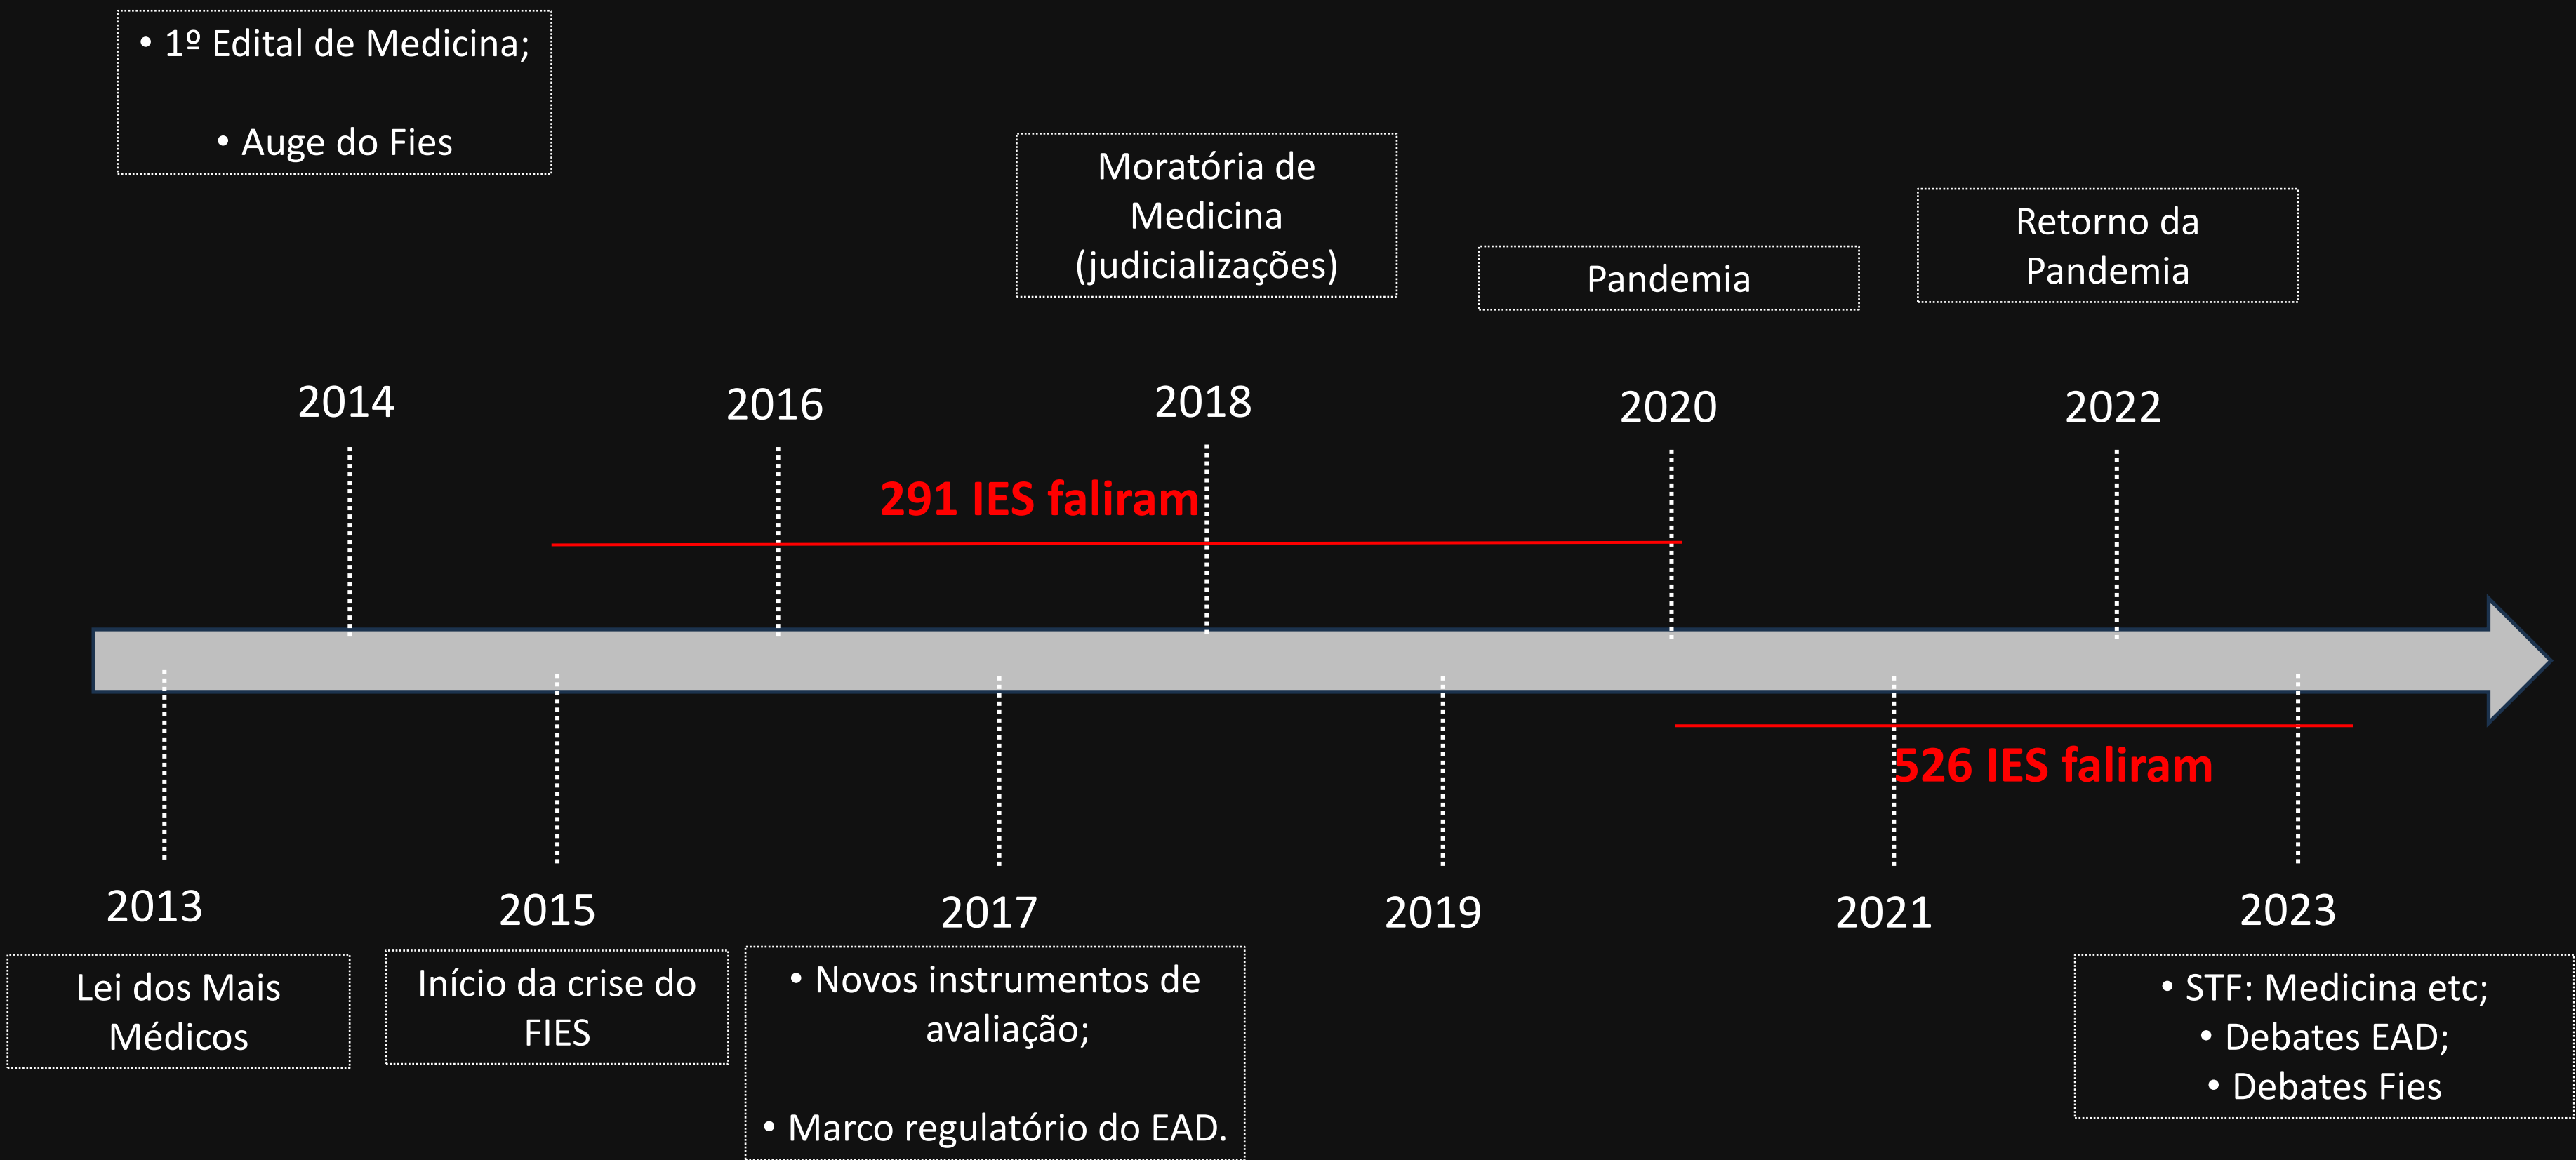 • 1º Edital de Medicina;
• Auge do Fies
Moratória de
Medicina
(judicializações)
Pandemia
Retorno da
Pandemia
2014
2016
2018
2020
2022
291 IES faliram
526 IES faliram
2013
2015
2017
2019
2021
2023
Lei dos Mais
Médicos
Início da crise do
FIES
• Novos instrumentos de
avaliação;
• Marco regulatório do EAD.
• STF: Medicina etc;
• Debates EAD;
• Debates Fies